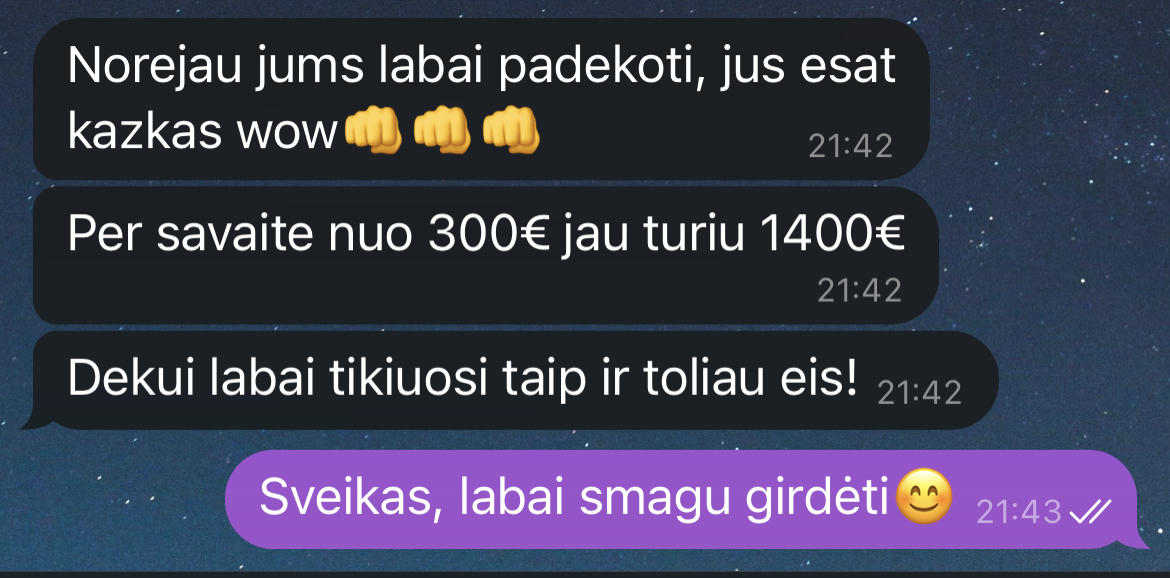 Norejau jums labai padekoti, jus esat
kazkas wow👊👊👊
21:42
Per savaite nuo 300€ jau turiu 1400€
21:42
Dekui labai tikiuosi taip ir toliau eis! 21:42
Sveikas, labai smagu girdėti😊 21:43